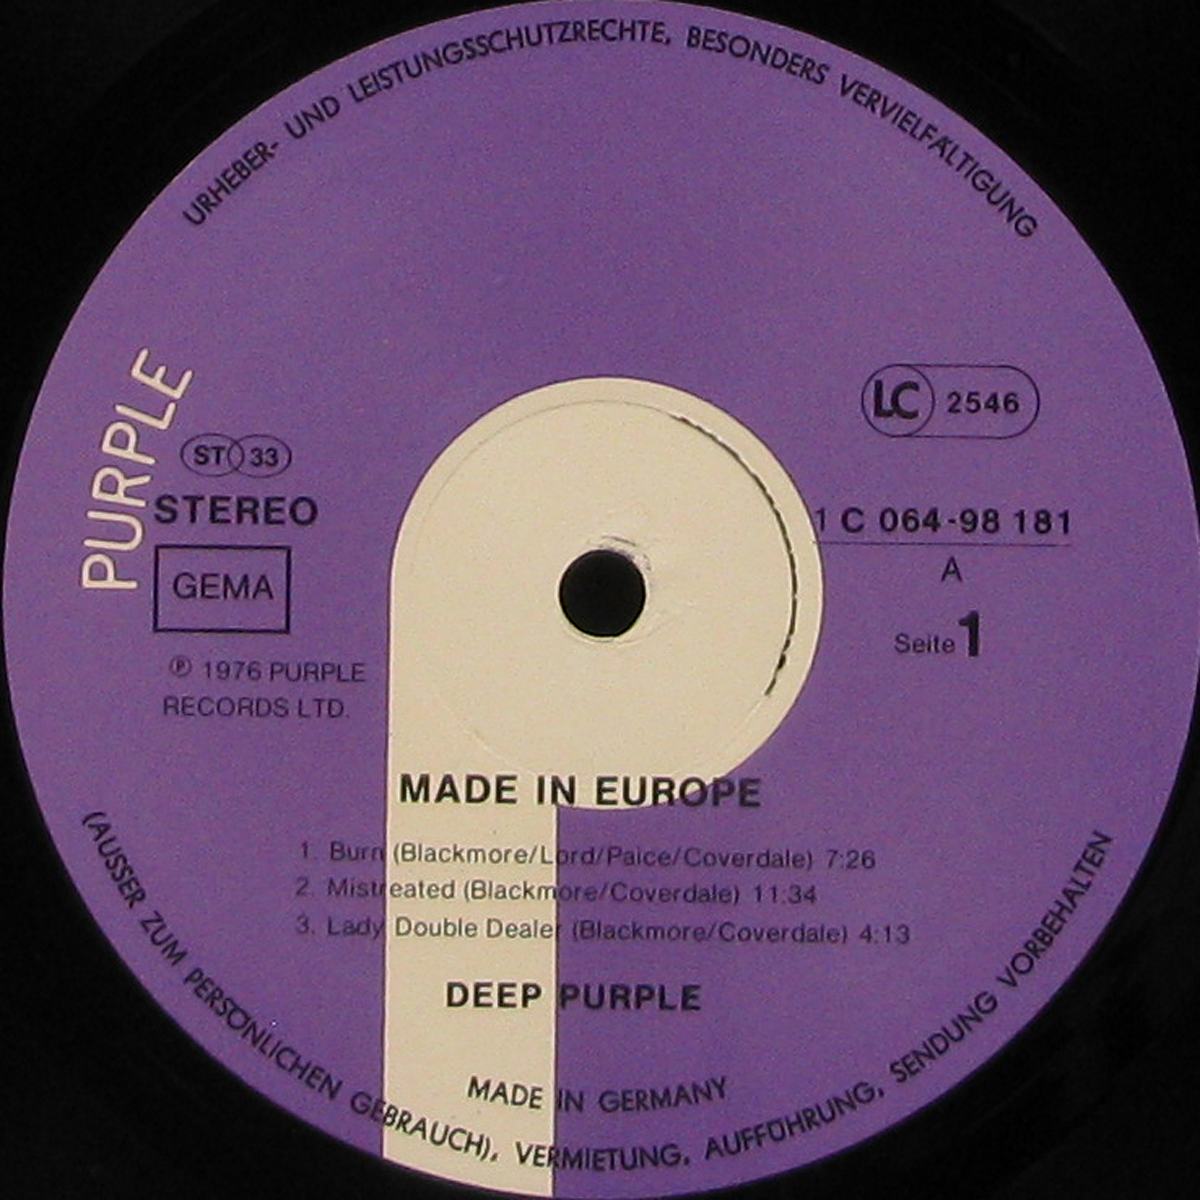 URHEBER- UND LEISTUNGSSCHUTZRECHTE, BESONDERS VERVIELFÄLTIGUNG
PURPLE
ST 33
STEREO
GEMA
℗ 1976 PURPLE
RECORDS LTD.
LC 2546
1 C 064-98 181
A
Seite 1
MADE IN EUROPE
1. Burn (Blackmore/Lord/Paice/Coverdale) 7:26
2. Mistreated (Blackmore/Coverdale) 11:34
3. Lady Double Dealer (Blackmore/Coverdale) 4:13
DEEP PURPLE
MADE IN GERMANY
(AUSSER ZUM PERSÖNLICHEN GEBRAUCH), VERMIETUNG, AUFFÜHRUNG, SENDUNG VORBEHALTEN